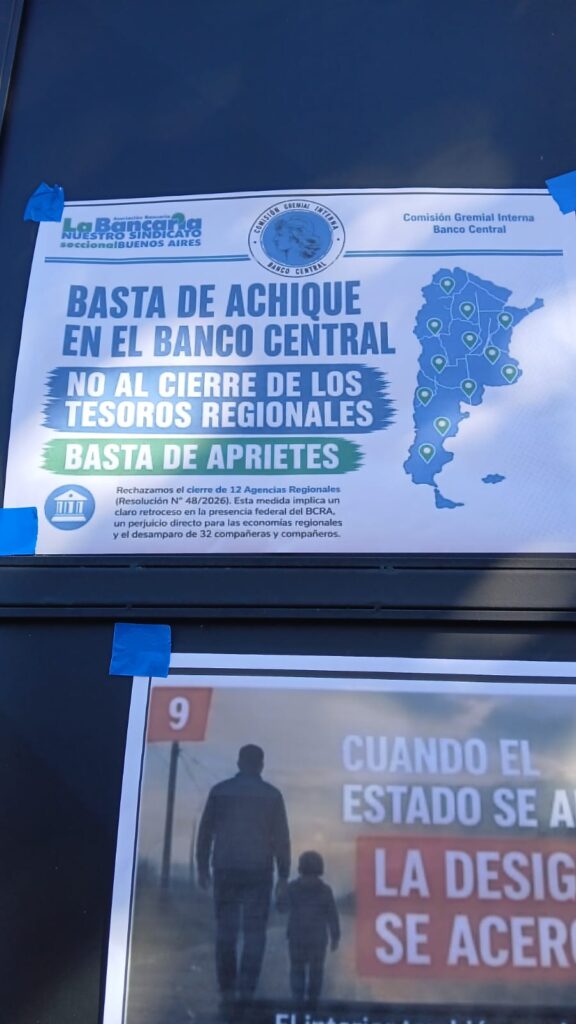 Asociación Bancaria
La Bancaria
NUESTRO SINDICATO
seccional BUENOS AIRES
COMISIÓN GREMIAL INTERNA
BANCO CENTRAL
Comisión Gremial Interna
Banco Central
BASTA DE ACHIQUE
EN EL BANCO CENTRAL
NO AL CIERRE DE LOS
TESOROS REGIONALES
BASTA DE APRIETES
Rechazamos el cierre de 12 Agencias Regionales
(Resolución N° 48/2026). Esta medida implica un
claro retroceso en la presencia federal del BCRA,
un perjuicio directo para las economías regionales
y el desamparo de 32 compañeras y compañeros.
9
CUANDO EL
ESTADO SE A
LA DESIG
SE ACERC